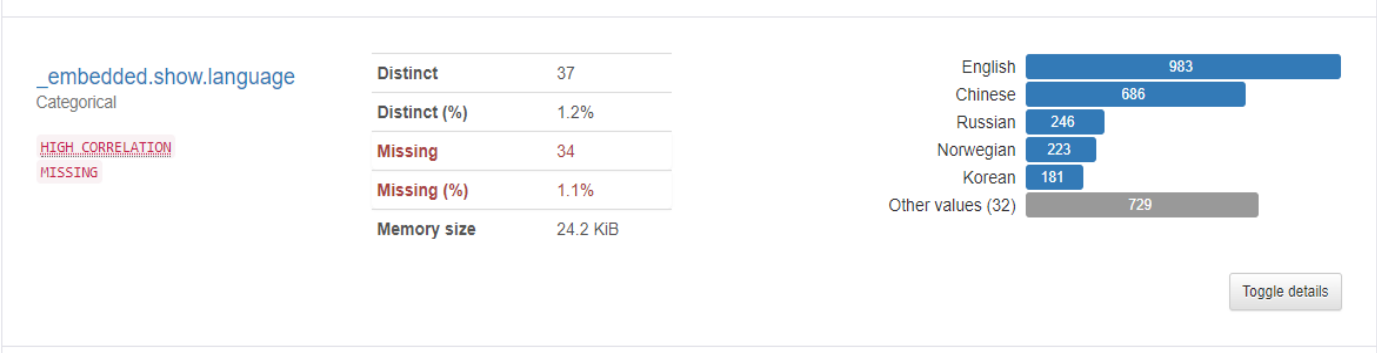 _embedded.show.language
Categorical
HIGH CORRELATION
MISSING
Distinct 37
Distinct (%) 1.2%
Missing 34
Missing (%) 1.1%
Memory size 24.2 KiB
English 983
Chinese 686
Russian 246
Norwegian 223
Korean 181
Other values (32) 729
Toggle details